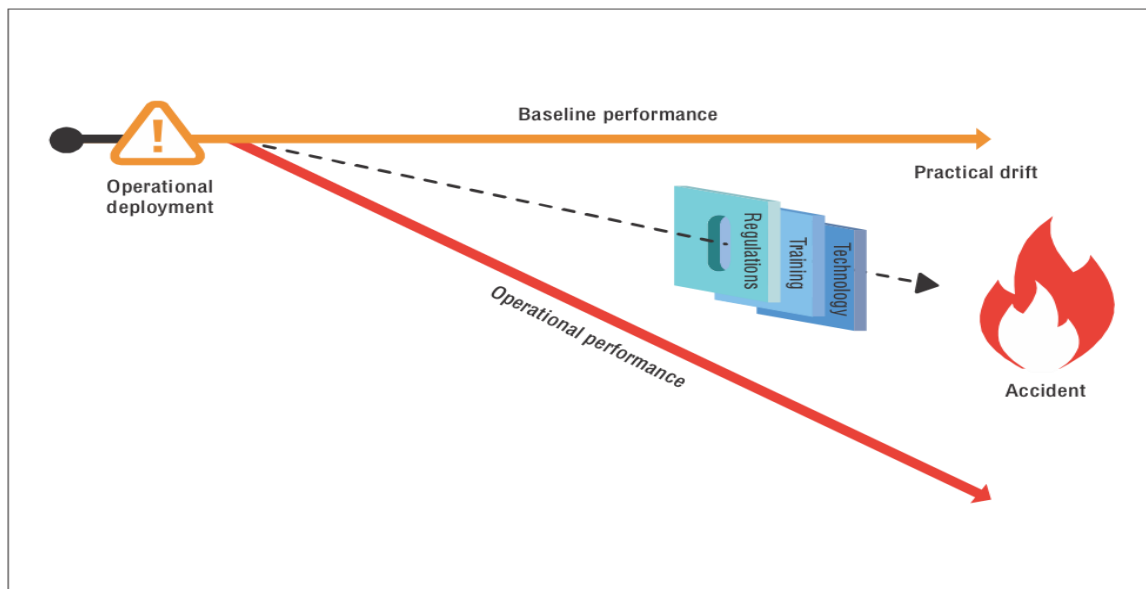 Baseline performance
!
Operational
deployment
Practical drift
Regulations
Training
Technology
Operational performance
Accident